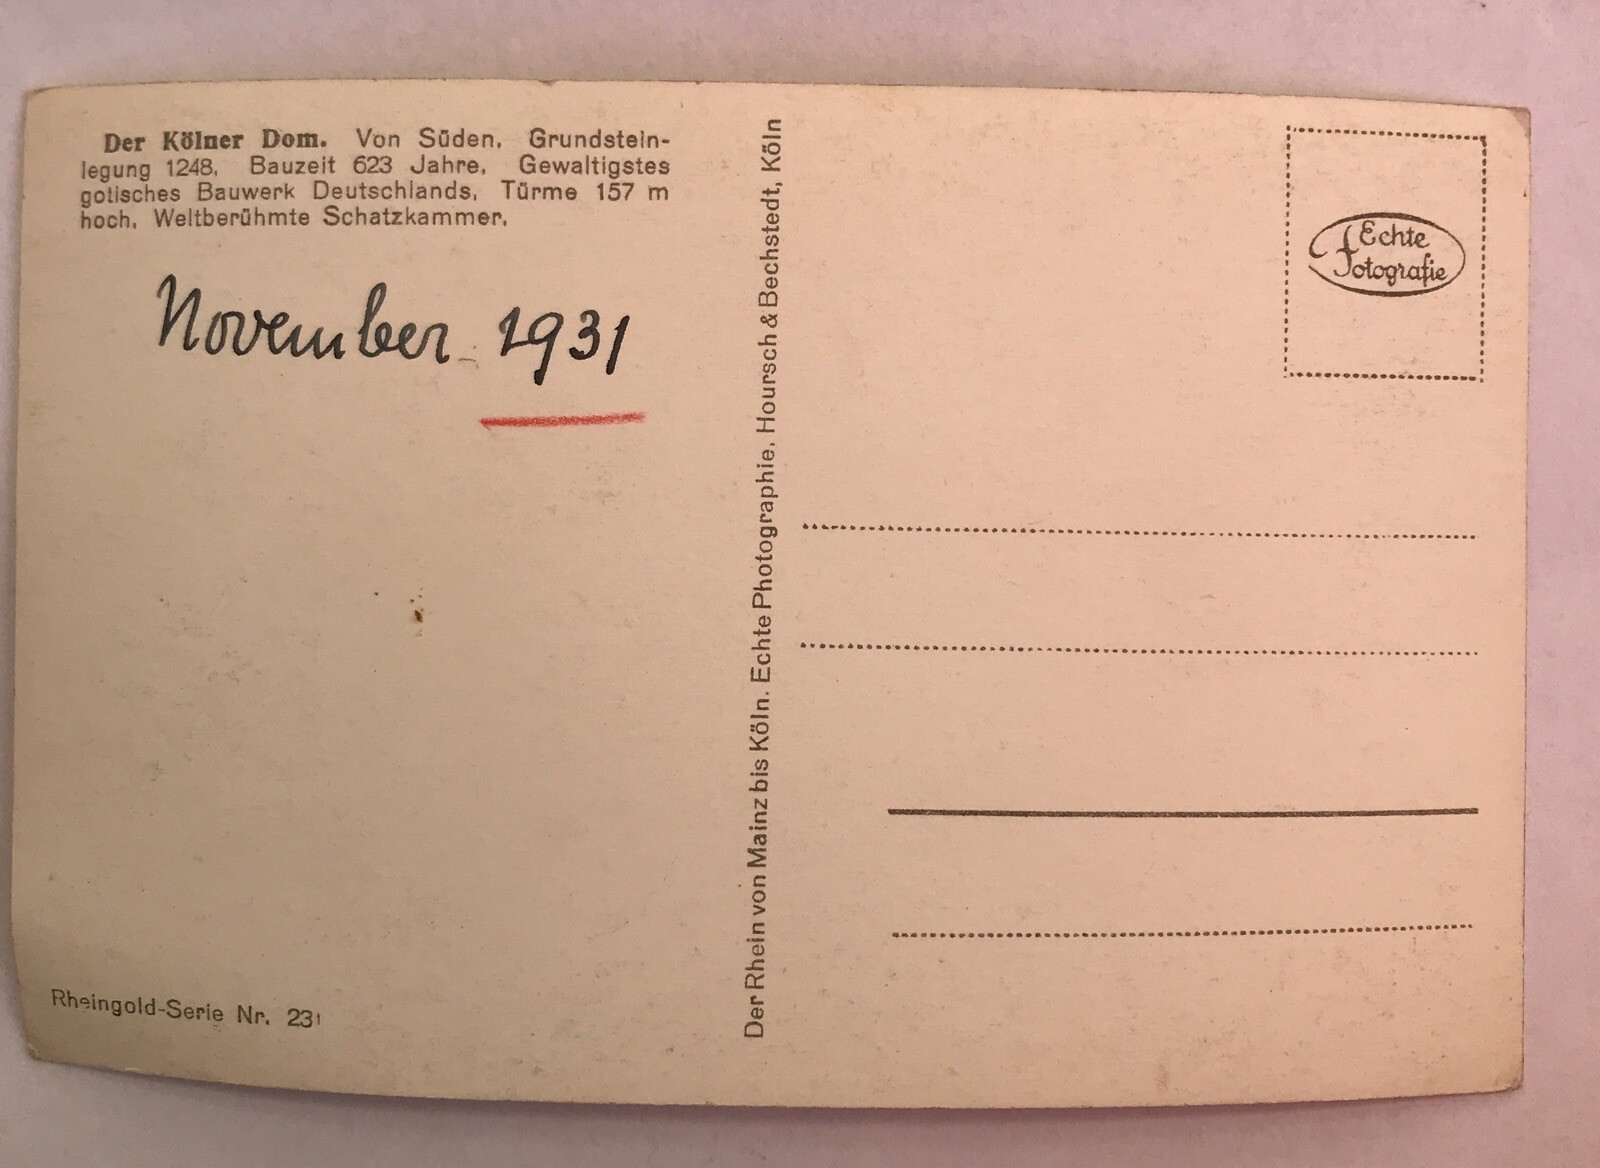 Der Kölner Dom. Von Süden. Grundstein-
legung 1248. Bauzeit 623 Jahre. Gewaltigstes
gotisches Bauwerk Deutschlands. Türme 157 m
hoch. Weltberühmte Schatzkammer.
November 1931
Rheingold-Serie Nr. 231
Der Rhein von Mainz bis Köln. Echte Photographie. Hoursch & Bechstedt, Köln
Echte
Fotografie